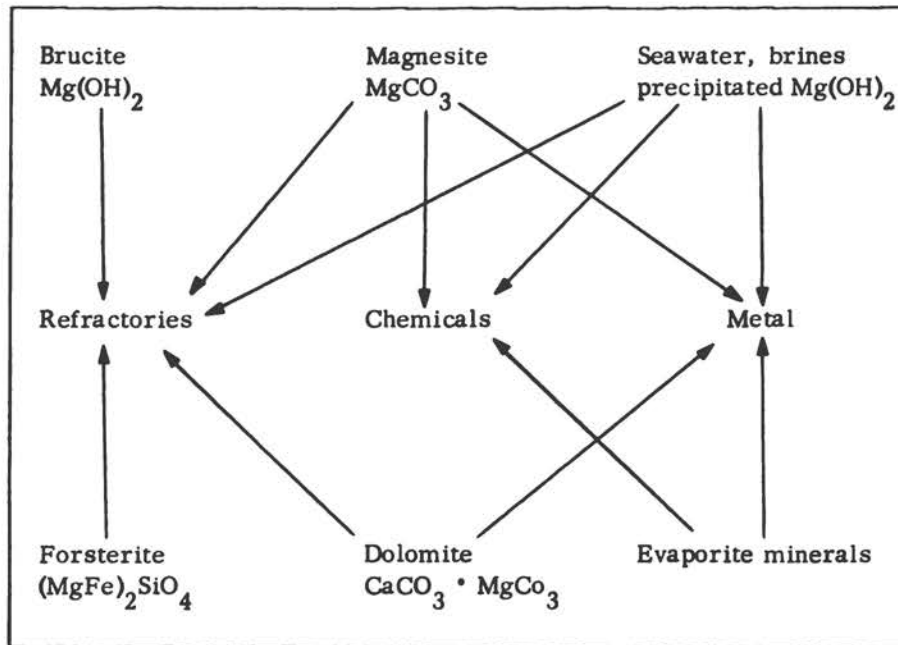 Brucite
Mg(OH)₂
Magnesite
MgCO₃
Seawater, brines
precipitated Mg(OH)₂
Refractories
Chemicals
Metal
Forsterite
(MgFe)₂SiO₄
Dolomite
CaCO₃ · MgCo₃
Evaporite minerals